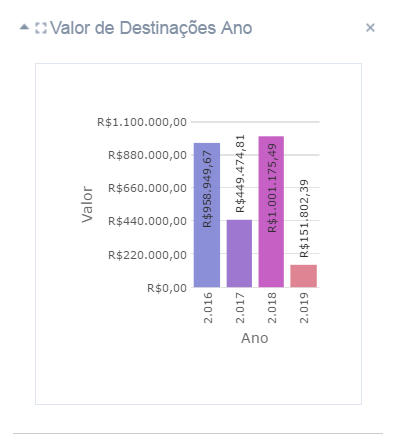 Valor de Destinações Ano
×
R$1.100.000,00
R$880.000,00
R$660.000,00
R$440.000,00
R$220.000,00
R$0,00
Valor
R$958.949,67
R$449.474,81
R$1.001.175,49
R$151.802,39
2.016
2.017
2.018
2.019
Ano